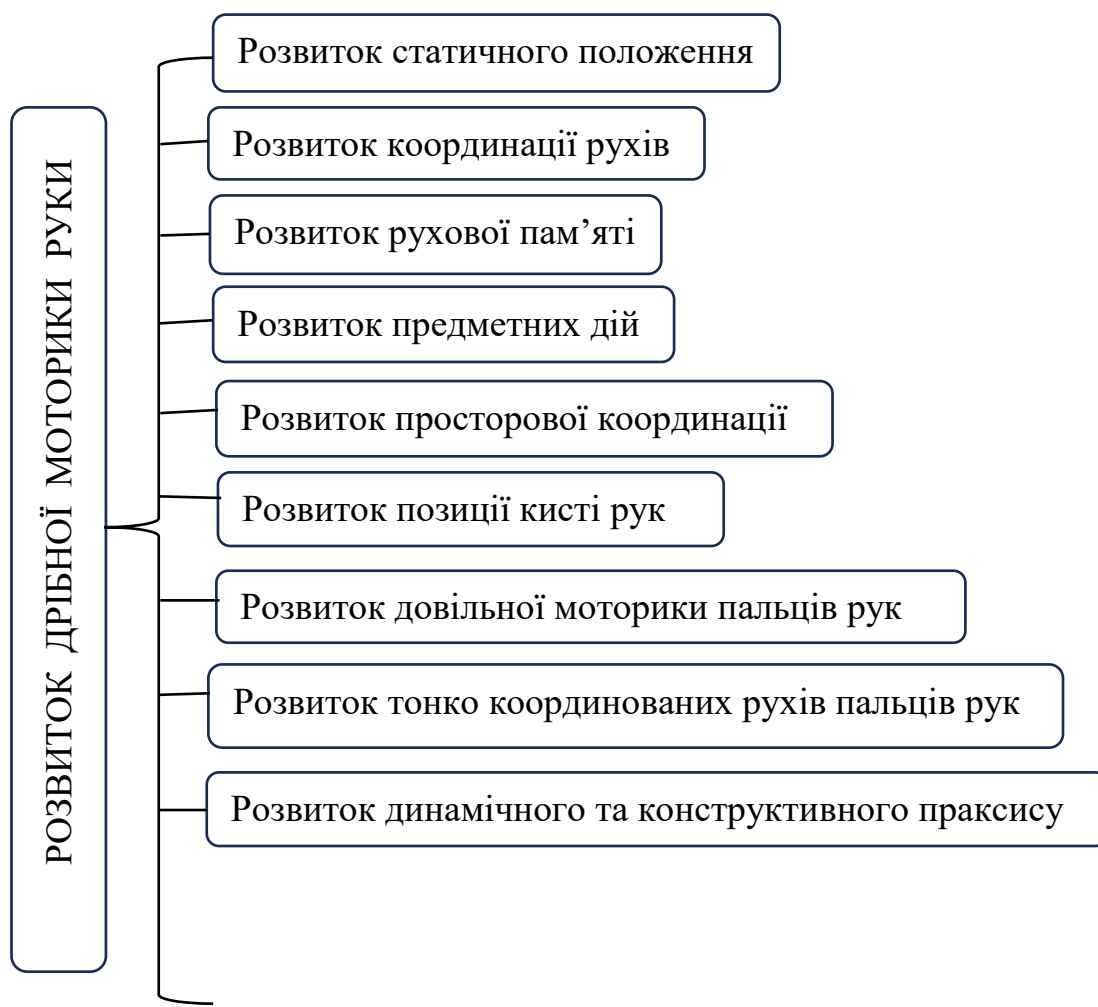 РОЗВИТОК ДРІБНОЇ МОТОРИКИ РУКИ
Розвиток статичного положення
Розвиток координації рухів
Розвиток рухової пам’яті
Розвиток предметних дій
Розвиток просторової координації
Розвиток позиції кисті рук
Розвиток довільної моторики пальців рук
Розвиток тонко координованих рухів пальців рук
Розвиток динамічного та конструктивного праксису